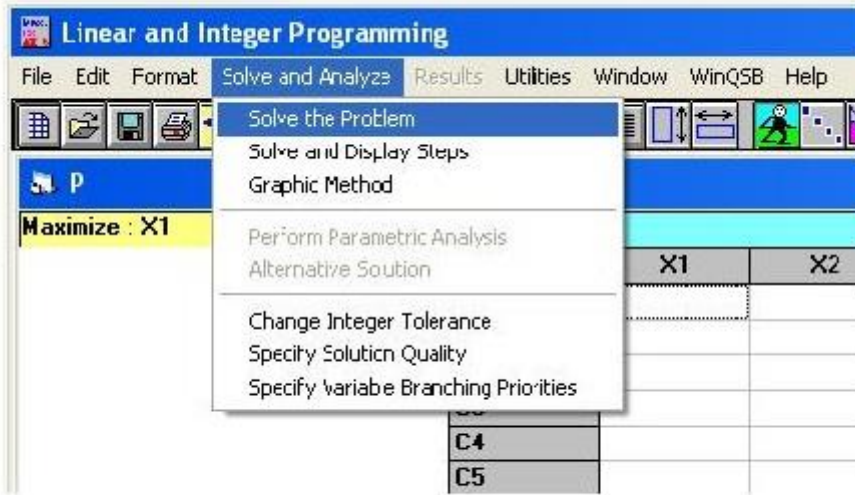 Linear and Integer Programming
File Edit Format Solve and Analyze Results Utilities Window WinQSB Help
Solve the Problem
Solve and Display Steps
Graphic Method
Perform Parametric Analysis
Alternative Soution
Change Integer Tolerance
Specify Solution Quality
Specify Variabe Branching Priorities
P
Maximize : X1
X1 X2
C4
C5